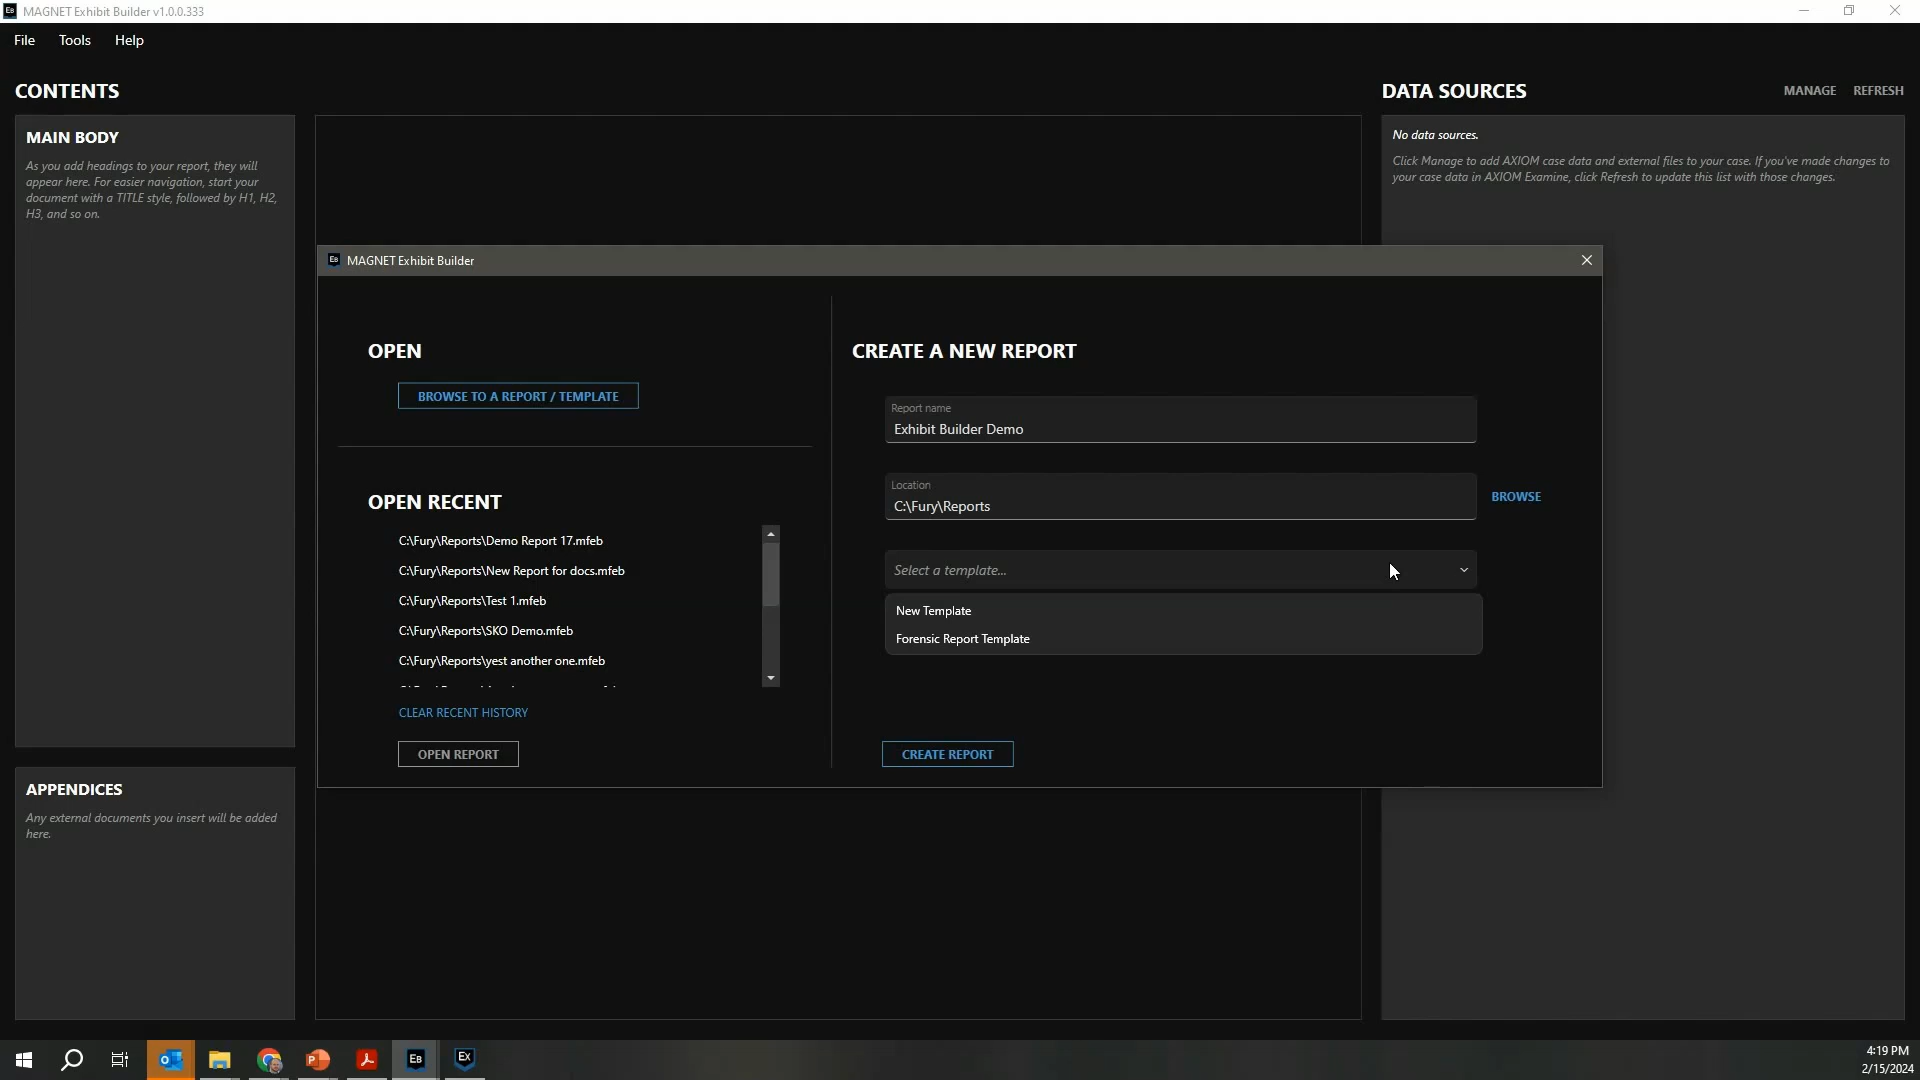 MAGNET Exhibit Builder v1.0.0.333
File Tools Help
CONTENTS
MAIN BODY
As you add headings to your report, they will
appear here. For easier navigation, start your
document with a TITLE style, followed by H1, H2,
H3, and so on.
APPENDICES
Any external documents you insert will be added
here.
DATA SOURCES
MANAGE REFRESH
No data sources.
Click Manage to add AXIOM case data and external files to your case. If you've made changes to
your case data in AXIOM Examine, click Refresh to update this list with those changes.
MAGNET Exhibit Builder
OPEN
BROWSE TO A REPORT / TEMPLATE
OPEN RECENT
C:\Fury\Reports\Demo Report 17.mfeb
C:\Fury\Reports\New Report for docs.mfeb
C:\Fury\Reports\Test 1.mfeb
C:\Fury\Reports\SKO Demo.mfeb
C:\Fury\Reports\yest another one.mfeb
CLEAR RECENT HISTORY
OPEN REPORT
CREATE A NEW REPORT
Report name
Exhibit Builder Demo
Location
C:\Fury\Reports
BROWSE
Select a template...
New Template
Forensic Report Template
CREATE REPORT
4:19 PM
2/15/2024